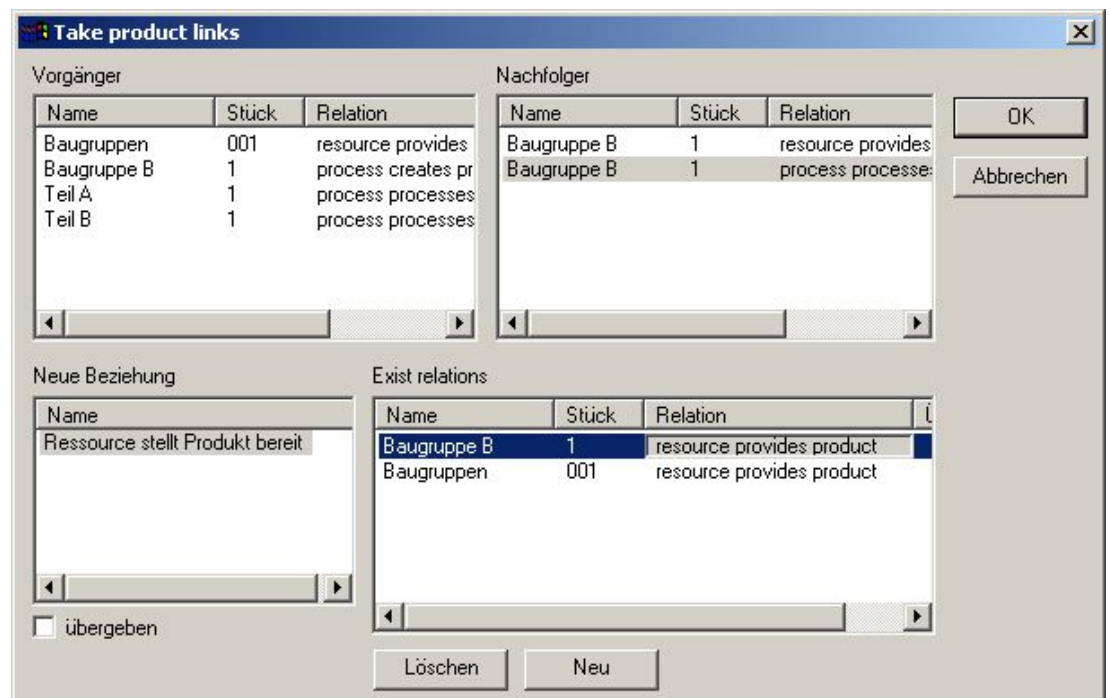 Take product links
Vorgänger
Name Stück Relation
Baugruppen 001 resource provides
Baugruppe B 1 process creates pr
Teil A 1 process processes
Teil B 1 process processes
Nachfolger
Name Stück Relation
Baugruppe B 1 resource provides
Baugruppe B 1 process processes
OK
Abbrechen
Neue Beziehung
Name
Ressource stellt Produkt bereit
übergeben
Exist relations
Name Stück Relation
Baugruppe B 1 resource provides product
Baugruppen 001 resource provides product
Löschen Neu